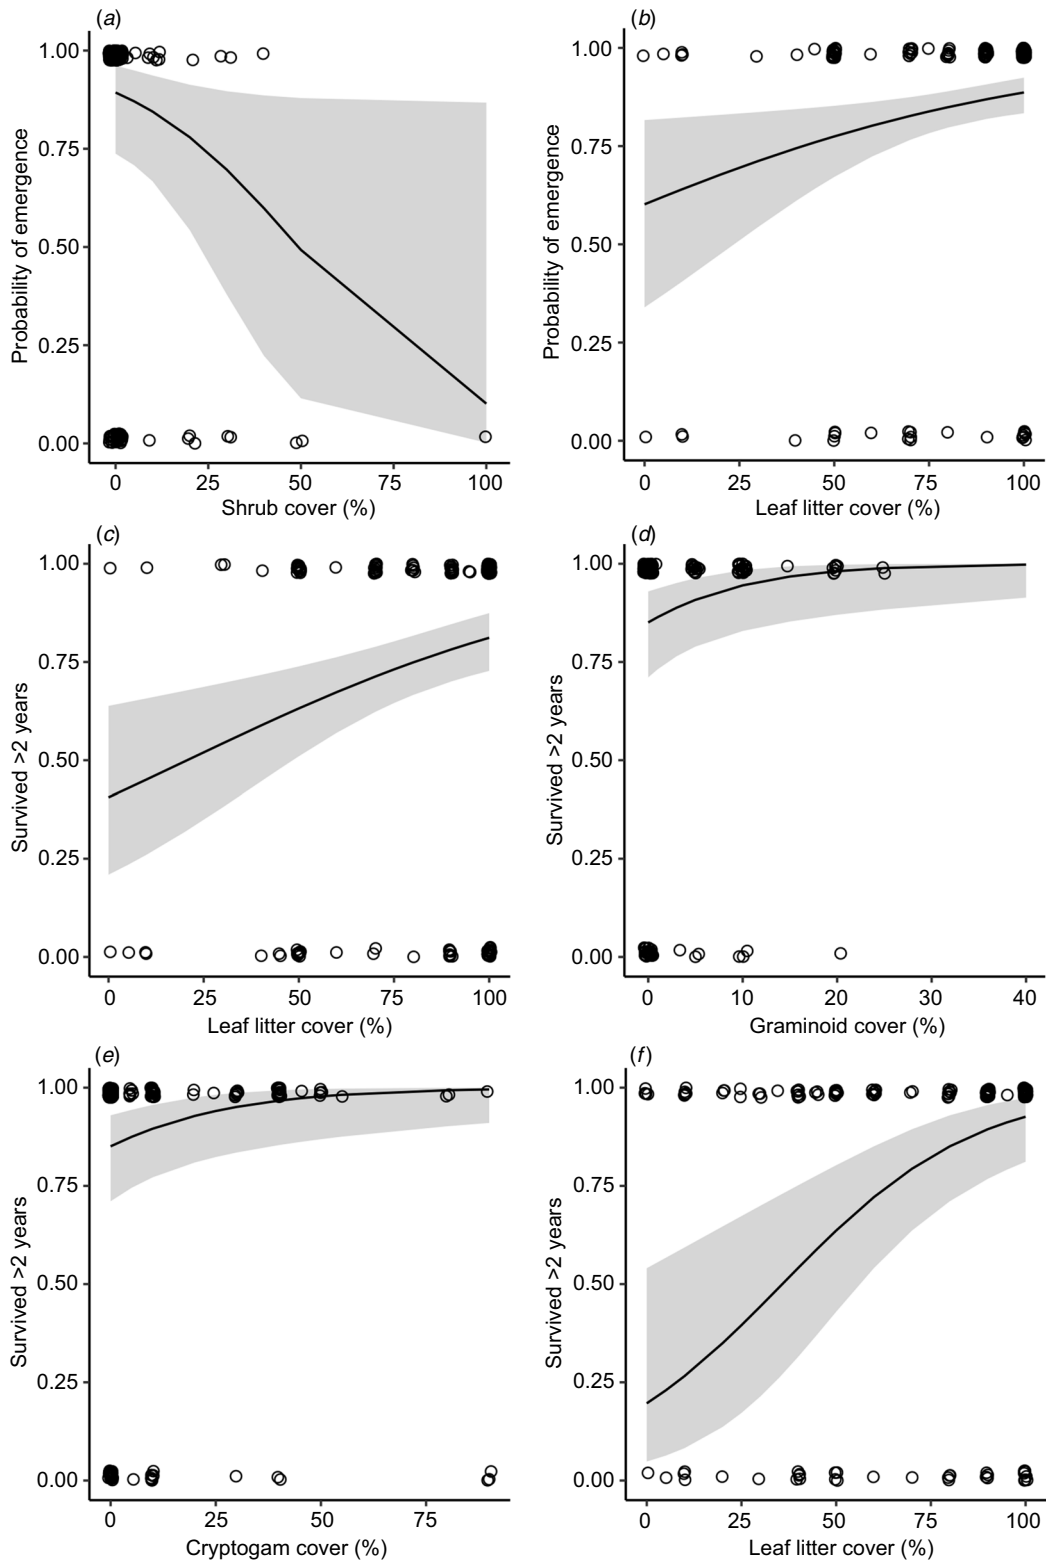 (a)
1.00
0.75
0.50
0.25
0.00
Probability of emergence
0 25 50 75 100
Shrub cover (%)
(b)
1.00
0.75
0.50
0.25
0.00
Probability of emergence
0 25 50 75 100
Leaf litter cover (%)
(c)
1.00
0.75
0.50
0.25
0.00
Survived >2 years
0 25 50 75 100
Leaf litter cover (%)
(d)
1.00
0.75
0.50
0.25
0.00
Survived >2 years
0 10 20 30 40
Graminoid cover (%)
(e)
1.00
0.75
0.50
0.25
0.00
Survived >2 years
0 25 50 75
Cryptogam cover (%)
(f)
1.00
0.75
0.50
0.25
0.00
Survived >2 years
0 25 50 75 100
Leaf litter cover (%)